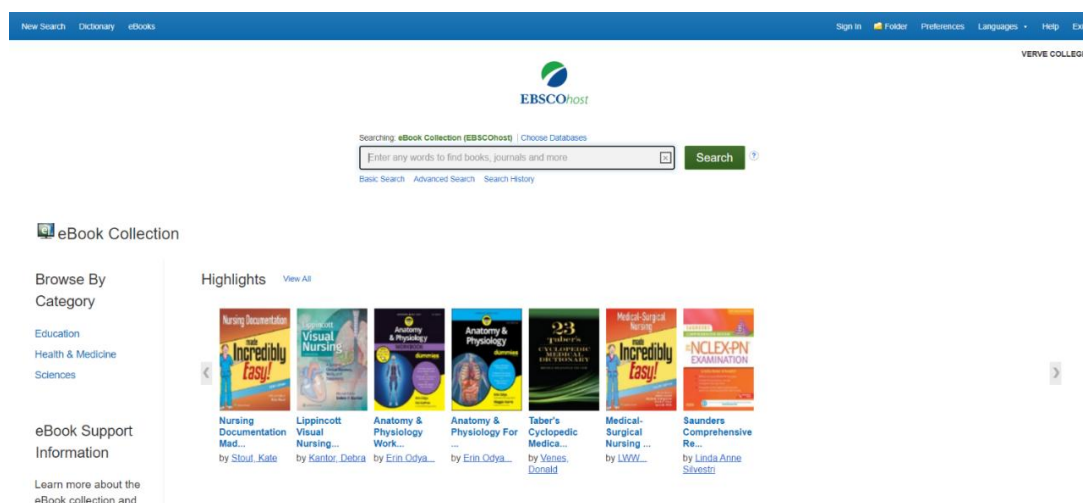 New Search Dictionary eBooks
Sign In Folder Preferences Languages Help
VERVE COLLEG
EBSCOhost
Searching: eBook Collection (EBSCOhost) Choose Databases
Enter any words to find books, journals and more
Search
Basic Search Advanced Search Search History
eBook Collection
Browse By
Category
Education
Health & Medicine
Sciences
eBook Support
Information
Learn more about the
eBook collection and
Highlights View All
Nursing Documentation
made
Incredibly
Easy!
Lippincott
Visual
Nursing
Anatomy
& Physiology
WORKBOOK
dummies
Anatomy &
Physiology
dummies
23
Taber's
CYCLOPEDIC
MEDICAL
DICTIONARY
Medical-Surgical
Nursing
made
Incredibly
Easy!
NCLEX-PN
EXAMINATION
Nursing
Documentation
Mad...
by Stout, Kate
Lippincott
Visual
Nursing...
by Kantor, Debra
Anatomy &
Physiology
Work...
by Erin Odya...
Anatomy &
Physiology For
...
by Erin Odya...
Taber's
Cyclopedic
Medica...
by Venes,
Donald
Medical-
Surgical
Nursing ...
by LWW...
Saunders
Comprehensive
Re...
by Linda Anne
Silvestri